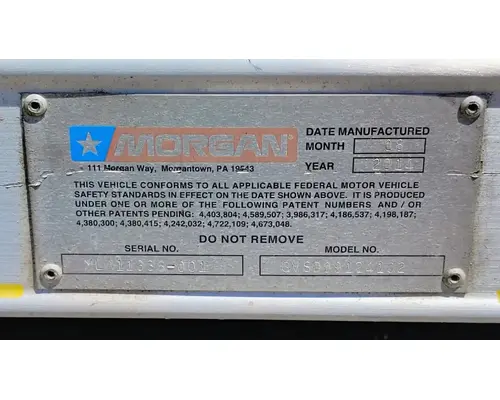 MORGAN
111 Morgan Way, Morgantown, PA 19543
DATE MANUFACTURED
MONTH
YEAR
THIS VEHICLE CONFORMS TO ALL APPLICABLE FEDERAL MOTOR VEHICLE
SAFETY STANDARDS IN EFFECT ON THE DATE SHOWN ABOVE. IT IS PRODUCED
UNDER ONE OR MORE OF THE FOLLOWING PATENT NUMBERS AND / OR
OTHER PATENTS PENDING: 4,403,804; 4,589,507; 3,986,317; 4,186,537; 4,198,187;
4,380,300; 4,380,415; 4,242,032; 4,722,109; 4,673,048.
DO NOT REMOVE
SERIAL NO.
MODEL NO.